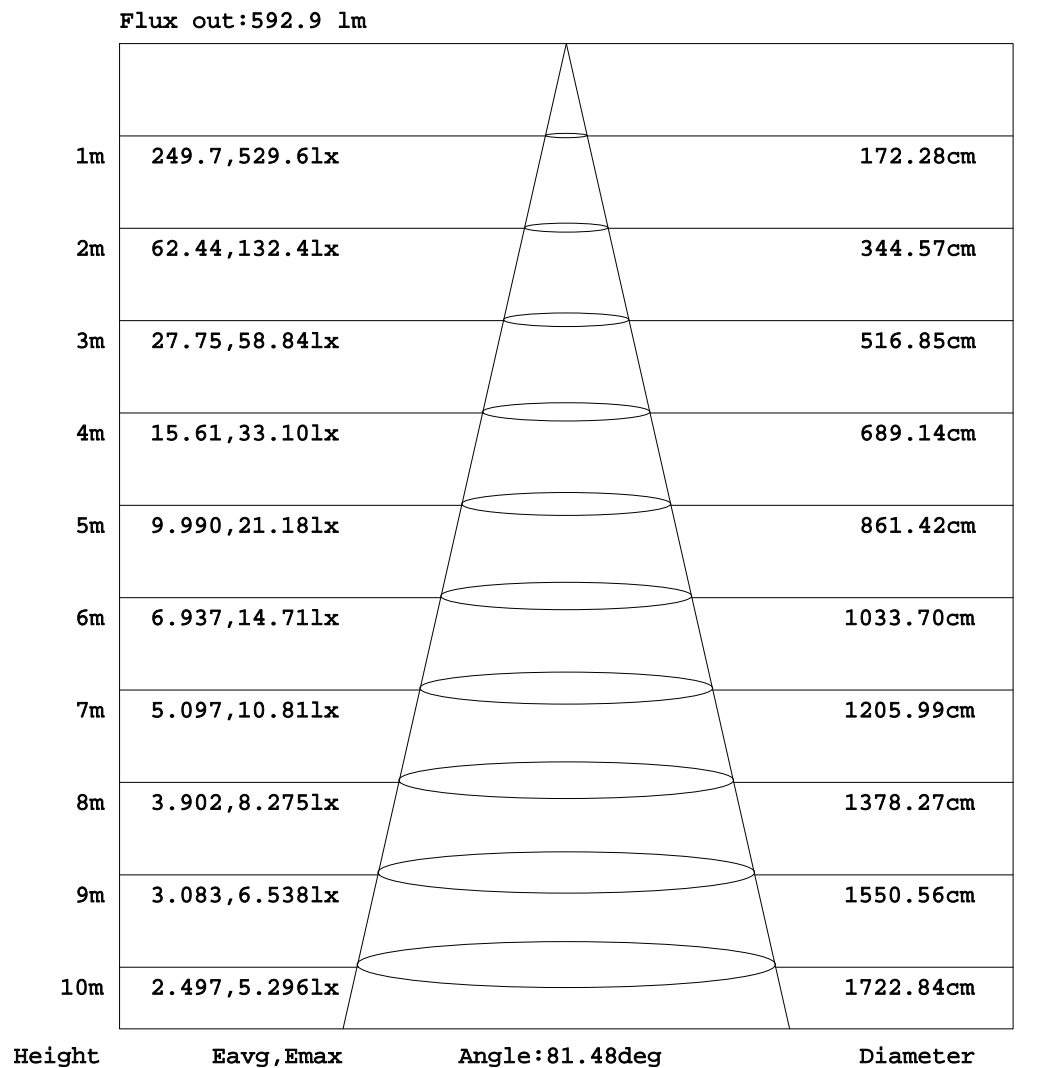 Flux out:592.9 lm
1m 249.7,529.6lx 172.28cm
2m 62.44,132.4lx 344.57cm
3m 27.75,58.84lx 516.85cm
4m 15.61,33.10lx 689.14cm
5m 9.990,21.18lx 861.42cm
6m 6.937,14.71lx 1033.70cm
7m 5.097,10.81lx 1205.99cm
8m 3.902,8.275lx 1378.27cm
9m 3.083,6.538lx 1550.56cm
10m 2.497,5.296lx 1722.84cm
Height Eavg,Emax Angle:81.48deg Diameter